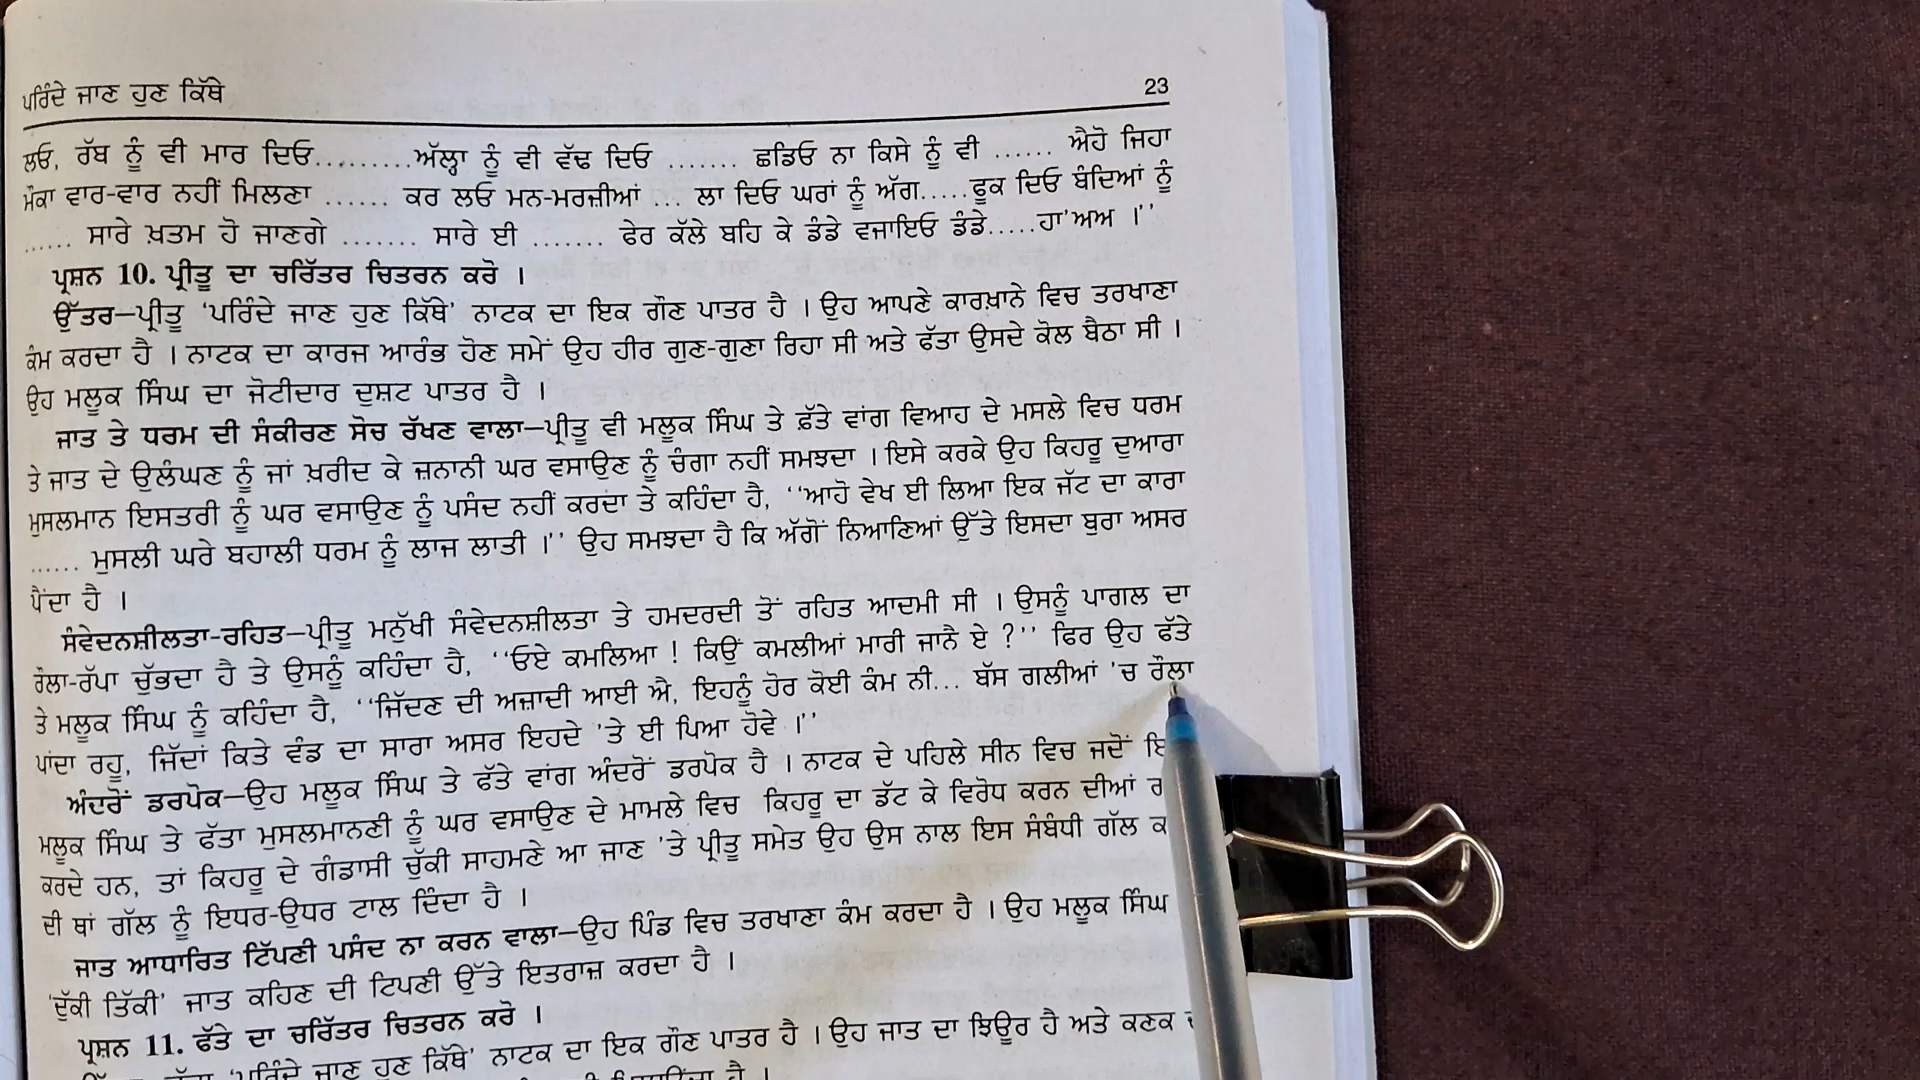 ਪਰਿੰਦੇ ਜਾਣ ਹੁਣ ਕਿੱਥੇ 23
ਲਓ, ਰੱਬ ਨੂੰ ਵੀ ਮਾਰ ਦਿਓ..........ਅੱਲ੍ਹਾ ਨੂੰ ਵੀ ਵੱਢ ਦਿਓ ........ ਛਡਿਓ ਨਾ ਕਿਸੇ ਨੂੰ ਵੀ ...... ਐਹੋ ਜਿਹਾ
ਮੌਕਾ ਵਾਰ-ਵਾਰ ਨਹੀਂ ਮਿਲਣਾ ...... ਕਰ ਲਓ ਮਨ-ਮਰਜ਼ੀਆਂ ... ਲਾ ਦਿਓ ਘਰਾਂ ਨੂੰ ਅੱਗ.....ਫੂਕ ਦਿਓ ਬੰਦਿਆਂ ਨੂੰ
...... ਸਾਰੇ ਖ਼ਤਮ ਹੋ ਜਾਣਗੇ ........ ਸਾਰੇ ਈ ........ ਫੇਰ ਕੱਲੇ ਬਹਿ ਕੇ ਡੰਡੇ ਵਜਾਇਓ ਡੰਡੇ.....ਹਾ'ਅਅ ।''
ਪ੍ਰਸ਼ਨ 10. ਪ੍ਰੀਤੂ ਦਾ ਚਰਿੱਤਰ ਚਿਤਰਨ ਕਰੋ ।
ਉੱਤਰ—ਪ੍ਰੀਤੂ 'ਪਰਿੰਦੇ ਜਾਣ ਹੁਣ ਕਿੱਥੇ' ਨਾਟਕ ਦਾ ਇਕ ਗੌਣ ਪਾਤਰ ਹੈ । ਉਹ ਆਪਣੇ ਕਾਰਖ਼ਾਨੇ ਵਿਚ ਤਰਖਾਣਾ
ਕੰਮ ਕਰਦਾ ਹੈ । ਨਾਟਕ ਦਾ ਕਾਰਜ ਆਰੰਭ ਹੋਣ ਸਮੇਂ ਉਹ ਹੀਰ ਗੁਣ-ਗੁਣਾ ਰਿਹਾ ਸੀ ਅਤੇ ਫੱਤਾ ਉਸਦੇ ਕੋਲ ਬੈਠਾ ਸੀ ।
ਉਹ ਮਲੂਕ ਸਿੰਘ ਦਾ ਜੋਟੀਦਾਰ ਦੁਸ਼ਟ ਪਾਤਰ ਹੈ ।
ਜਾਤ ਤੇ ਧਰਮ ਦੀ ਸੰਕੀਰਣ ਸੋਚ ਰੱਖਣ ਵਾਲਾ—ਪ੍ਰੀਤੂ ਵੀ ਮਲੂਕ ਸਿੰਘ ਤੇ ਫ਼ੱਤੇ ਵਾਂਗ ਵਿਆਹ ਦੇ ਮਸਲੇ ਵਿਚ ਧਰਮ
ਤੇ ਜਾਤ ਦੇ ਉਲੰਘਣ ਨੂੰ ਜਾਂ ਖ਼ਰੀਦ ਕੇ ਜ਼ਨਾਨੀ ਘਰ ਵਸਾਉਣ ਨੂੰ ਚੰਗਾ ਨਹੀਂ ਸਮਝਦਾ । ਇਸੇ ਕਰਕੇ ਉਹ ਕਿਹਰੂ ਦੁਆਰਾ
ਮੁਸਲਮਾਨ ਇਸਤਰੀ ਨੂੰ ਘਰ ਵਸਾਉਣ ਨੂੰ ਪਸੰਦ ਨਹੀਂ ਕਰਦਾ ਤੇ ਕਹਿੰਦਾ ਹੈ, ''ਆਹੋ ਵੇਖ ਈ ਲਿਆ ਇਕ ਜੱਟ ਦਾ ਕਾਰਾ
...... ਮੁਸਲੀ ਘਰੇ ਬਹਾਲੀ ਧਰਮ ਨੂੰ ਲਾਜ ਲਾਤੀ ।'' ਉਹ ਸਮਝਦਾ ਹੈ ਕਿ ਅੱਗੋਂ ਨਿਆਣਿਆਂ ਉੱਤੇ ਇਸਦਾ ਬੁਰਾ ਅਸਰ
ਪੈਂਦਾ ਹੈ ।
ਸੰਵੇਦਨਸ਼ੀਲਤਾ-ਰਹਿਤ—ਪ੍ਰੀਤੂ ਮਨੁੱਖੀ ਸੰਵੇਦਨਸ਼ੀਲਤਾ ਤੇ ਹਮਦਰਦੀ ਤੋਂ ਰਹਿਤ ਆਦਮੀ ਸੀ । ਉਸਨੂੰ ਪਾਗਲ ਦਾ
ਰੌਲਾ-ਰੱਪਾ ਚੁੱਭਦਾ ਹੈ ਤੇ ਉਸਨੂੰ ਕਹਿੰਦਾ ਹੈ, ''ਓਏ ਕਮਲਿਆ ! ਕਿਉਂ ਕਮਲੀਆਂ ਮਾਰੀ ਜਾਨੈ ਏ ?'' ਫਿਰ ਉਹ ਫੱਤੇ
ਤੇ ਮਲੂਕ ਸਿੰਘ ਨੂੰ ਕਹਿੰਦਾ ਹੈ, ''ਜਿੱਦਣ ਦੀ ਅਜ਼ਾਦੀ ਆਈ ਐ, ਇਹਨੂੰ ਹੋਰ ਕੋਈ ਕੰਮ ਨੀ... ਬੱਸ ਗਲੀਆਂ 'ਚ ਰੌਲਾ
ਪਾਂਦਾ ਰਹੂ, ਜਿੱਦਾਂ ਕਿਤੇ ਵੰਡ ਦਾ ਸਾਰਾ ਅਸਰ ਇਹਦੇ 'ਤੇ ਈ ਪਿਆ ਹੋਵੇ ।''
ਅੰਦਰੋਂ ਡਰਪੋਕ—ਉਹ ਮਲੂਕ ਸਿੰਘ ਤੇ ਫੱਤੇ ਵਾਂਗ ਅੰਦਰੋਂ ਡਰਪੋਕ ਹੈ । ਨਾਟਕ ਦੇ ਪਹਿਲੇ ਸੀਨ ਵਿਚ ਜਦੋਂ
ਮਲੂਕ ਸਿੰਘ ਤੇ ਫੱਤਾ ਮੁਸਲਮਾਨਣੀ ਨੂੰ ਘਰ ਵਸਾਉਣ ਦੇ ਮਾਮਲੇ ਵਿਚ ਕਿਹਰੂ ਦਾ ਡੱਟ ਕੇ ਵਿਰੋਧ ਕਰਨ ਦੀਆਂ
ਕਰਦੇ ਹਨ, ਤਾਂ ਕਿਹਰੂ ਦੇ ਗੰਡਾਸੀ ਚੁੱਕੀ ਸਾਹਮਣੇ ਆ ਜਾਣ 'ਤੇ ਪ੍ਰੀਤੂ ਸਮੇਤ ਉਹ ਉਸ ਨਾਲ ਇਸ ਸੰਬੰਧੀ ਗੱਲ
ਦੀ ਥਾਂ ਗੱਲ ਨੂੰ ਇਧਰ-ਉਧਰ ਟਾਲ ਦਿੰਦਾ ਹੈ ।
ਜਾਤ ਆਧਾਰਿਤ ਟਿੱਪਣੀ ਪਸੰਦ ਨਾ ਕਰਨ ਵਾਲਾ—ਉਹ ਪਿੰਡ ਵਿਚ ਤਰਖਾਣਾ ਕੰਮ ਕਰਦਾ ਹੈ । ਉਹ ਮਲੂਕ ਸਿੰਘ
'ਦੁੱਕੀ ਤਿੱਕੀ' ਜਾਤ ਕਹਿਣ ਦੀ ਟਿਪਣੀ ਉੱਤੇ ਇਤਰਾਜ਼ ਕਰਦਾ ਹੈ ।
ਪ੍ਰਸ਼ਨ 11. ਫੱਤੇ ਦਾ ਚਰਿੱਤਰ ਚਿਤਰਨ ਕਰੋ ।
'ਪਰਿੰਦੇ ਜਾਣ ਹੁਣ ਕਿੱਥੇ' ਨਾਟਕ ਦਾ ਇਕ ਗੌਣ ਪਾਤਰ ਹੈ । ਉਹ ਜਾਤ ਦਾ ਝਿਊਰ ਹੈ ਅਤੇ ਕਣਕ
ਹੈ ।